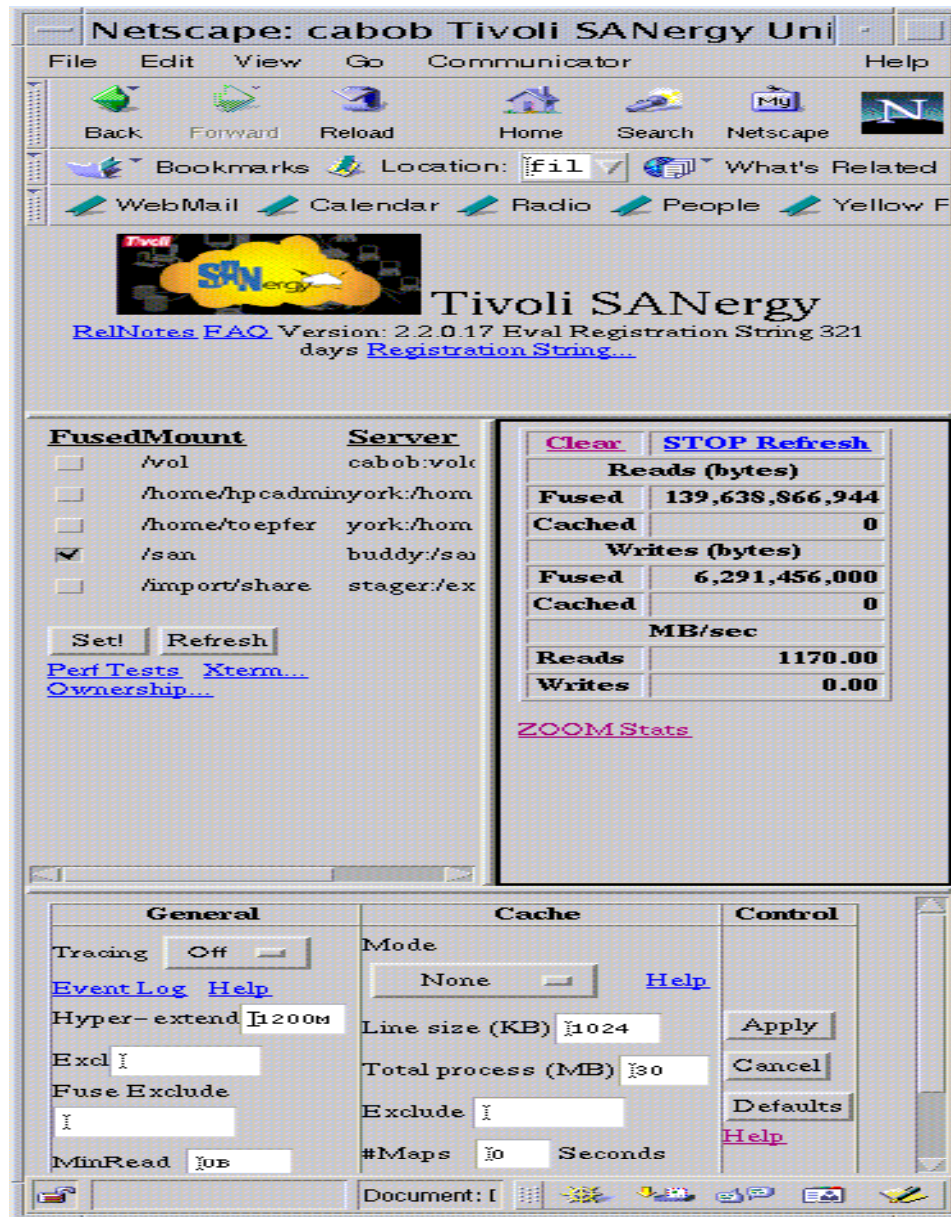 Netscape: cabob Tivoli SANergy Uni
File Edit View Go Communicator Help
Back Forward Reload Home Search My Netscape N
Bookmarks Location: fil What's Related
WebMail Calendar Radio People Yellow P
Tivoli
SANergy
Tivoli SANergy
RelNotes FAQ Version: 2.2.0.17 Eval Registration String 321
days Registration String...
FusedMount Server
/vol cabob:volo
/home/hpcadmin york:/hom
/home/toepfer york:/hom
/san buddy:/sa
/import/share stager:/ex
Set! Refresh
Perf Tests Xterm...
Ownership...
Clear STOP Refresh
Reads (bytes)
Fused 139,638,866,944
Cached 0
Writes (bytes)
Fused 6,291,456,000
Cached 0
MB/sec
Reads 1170.00
Writes 0.00
ZOOM Stats
General
Tracing Off
Event Log Help
Hyper-extend 1200M
Excl
Fuse Exclude
MinRead 0B
Cache
Mode
None Help
Line size (KB) 1024
Total process (MB) 30
Exclude
#Maps 0 Seconds
Control
Apply
Cancel
Defaults
Help
Document: D